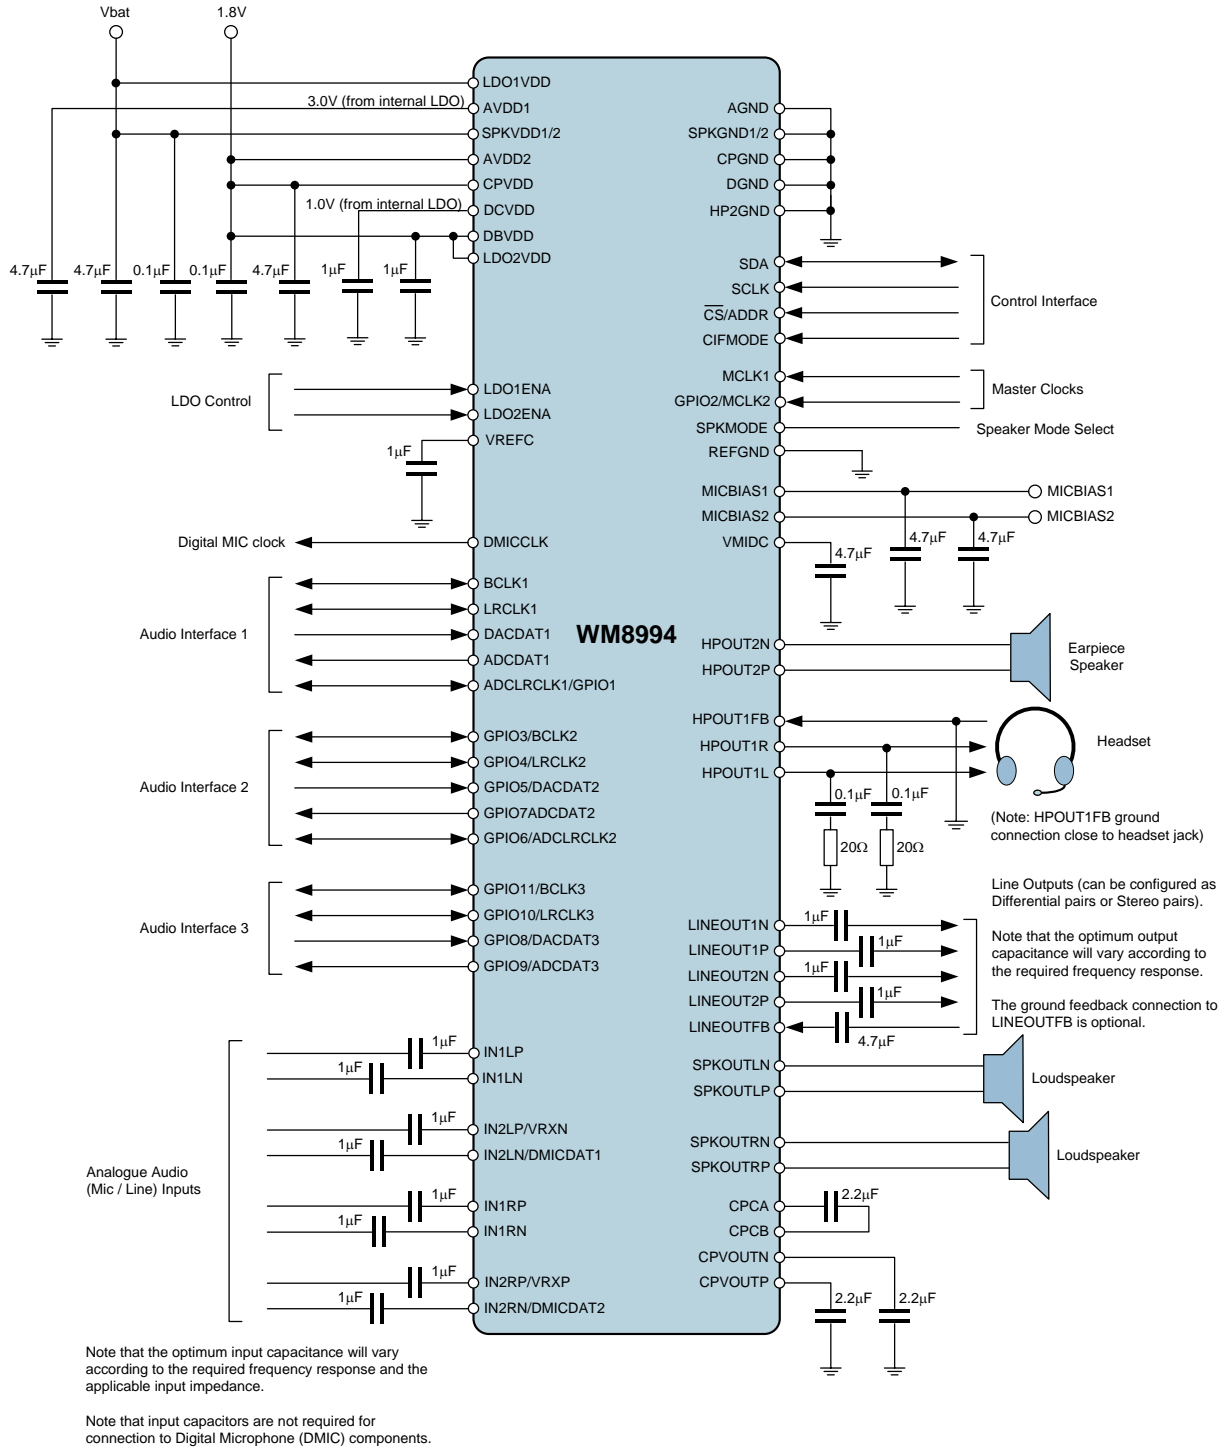 Vbat
1.8V
LDO1VDD
3.0V (from internal LDO)
AVDD1
SPKVDD1/2
AVDD2
CPVDD
1.0V (from internal LDO)
DCVDD
DBVDD
LDO2VDD
4.7µF
4.7µF
0.1µF
0.1µF
4.7µF
1µF
1µF
LDO Control
LDO1ENA
LDO2ENA
VREFC
1µF
Digital MIC clock
DMICCLK
Audio Interface 1
BCLK1
LRCLK1
DACDAT1
ADCDAT1
ADCLRCLK1/GPIO1
Audio Interface 2
GPIO3/BCLK2
GPIO4/LRCLK2
GPIO5/DACDAT2
GPIO7ADCDAT2
GPIO6/ADCLRCLK2
Audio Interface 3
GPIO11/BCLK3
GPIO10/LRCLK3
GPIO8/DACDAT3
GPIO9/ADCDAT3
Analogue Audio
(Mic / Line) Inputs
1µF
IN1LP
1µF
IN1LN
1µF
IN2LP/VRXN
1µF
IN2LN/DMICDAT1
1µF
IN1RP
1µF
IN1RN
1µF
IN2RP/VRXP
1µF
IN2RN/DMICDAT2
Note that the optimum input capacitance will vary
according to the required frequency response and the
applicable input impedance.
Note that input capacitors are not required for
connection to Digital Microphone (DMIC) components.
WM8994
AGND
SPKGND1/2
CPGND
DGND
HP2GND
SDA
SCLK
CS/ADDR
CIFMODE
Control Interface
MCLK1
GPIO2/MCLK2
Master Clocks
SPKMODE
Speaker Mode Select
REFGND
MICBIAS1
MICBIAS1
MICBIAS2
MICBIAS2
VMIDC
4.7µF
4.7µF
4.7µF
HPOUT2N
HPOUT2P
Earpiece
Speaker
HPOUT1FB
HPOUT1R
HPOUT1L
Headset
0.1µF
0.1µF
20Ω
20Ω
(Note: HPOUT1FB ground
connection close to headset jack)
Line Outputs (can be configured as
Differential pairs or Stereo pairs).
Note that the optimum output
capacitance will vary according to
the required frequency response.
The ground feedback connection to
LINEOUTFB is optional.
LINEOUT1N
1µF
LINEOUT1P
1µF
LINEOUT2N
1µF
LINEOUT2P
1µF
LINEOUTFB
4.7µF
SPKOUTLN
SPKOUTLP
Loudspeaker
SPKOUTRN
SPKOUTRP
Loudspeaker
CPCA
2.2µF
CPCB
CPVOUTN
CPVOUTP
2.2µF
2.2µF